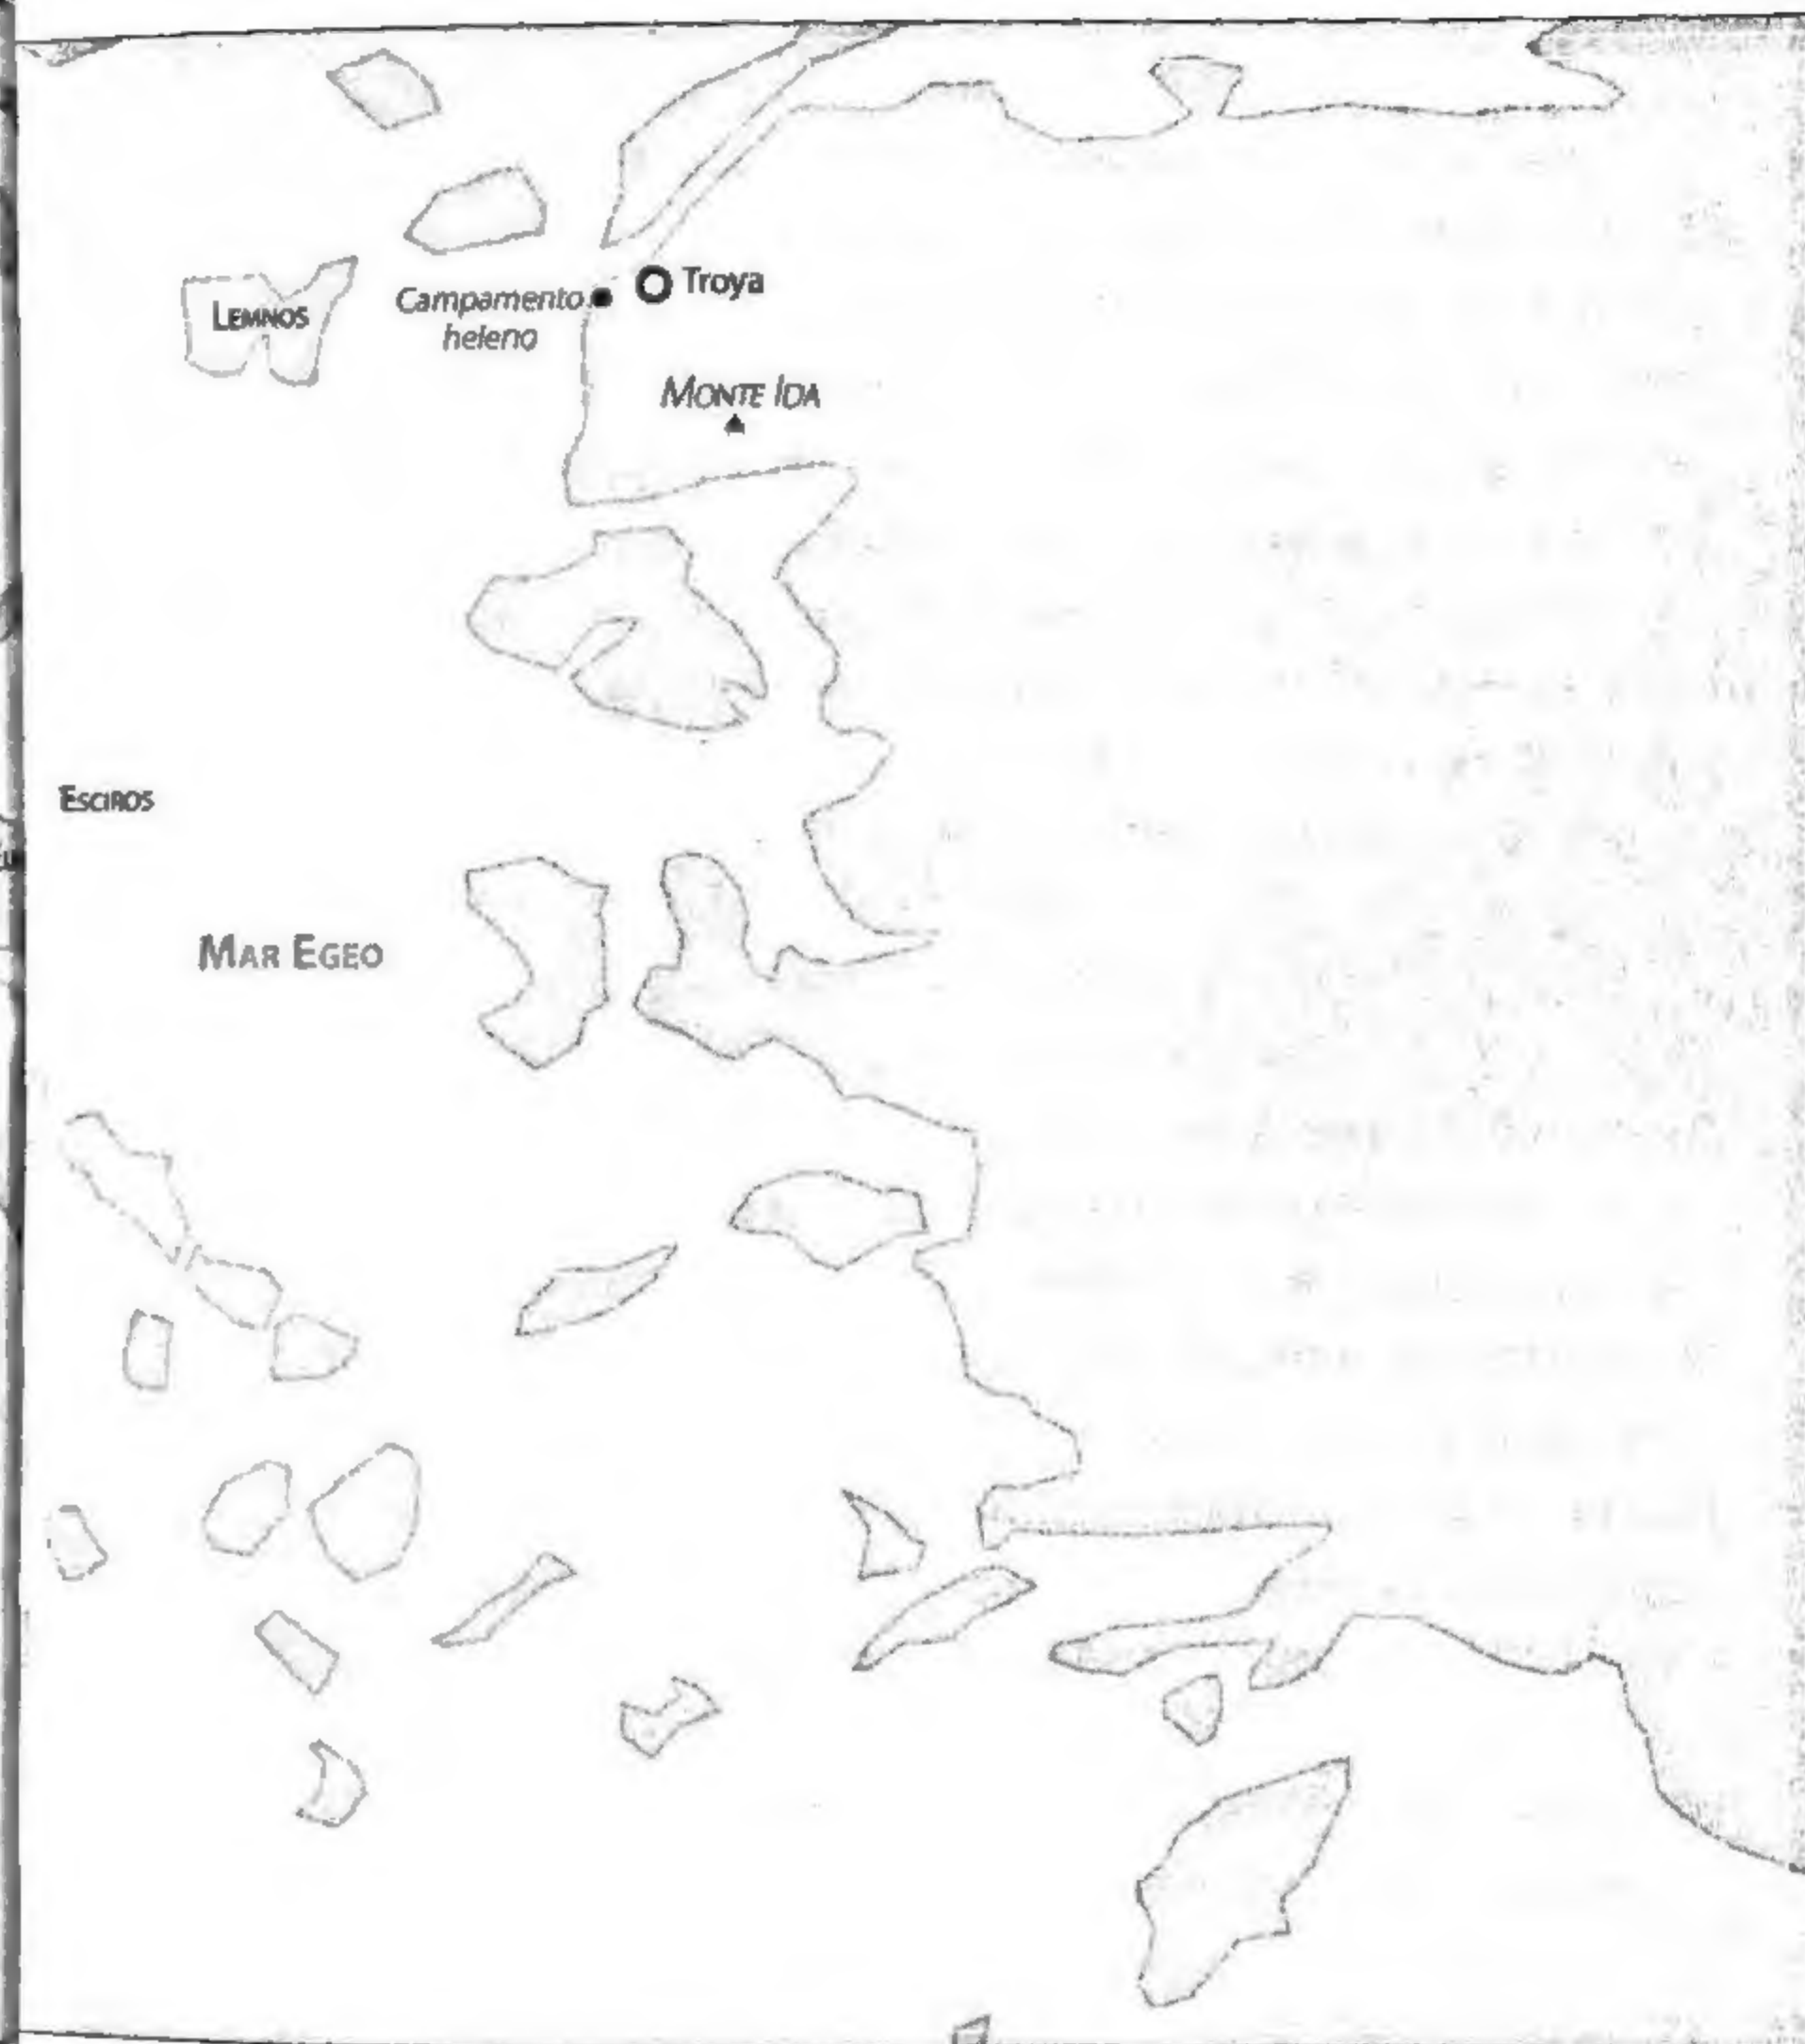 Troya
Campamento
heleno
LEMNOS
MONTE IDA
ESCIROS
MAR EGEO